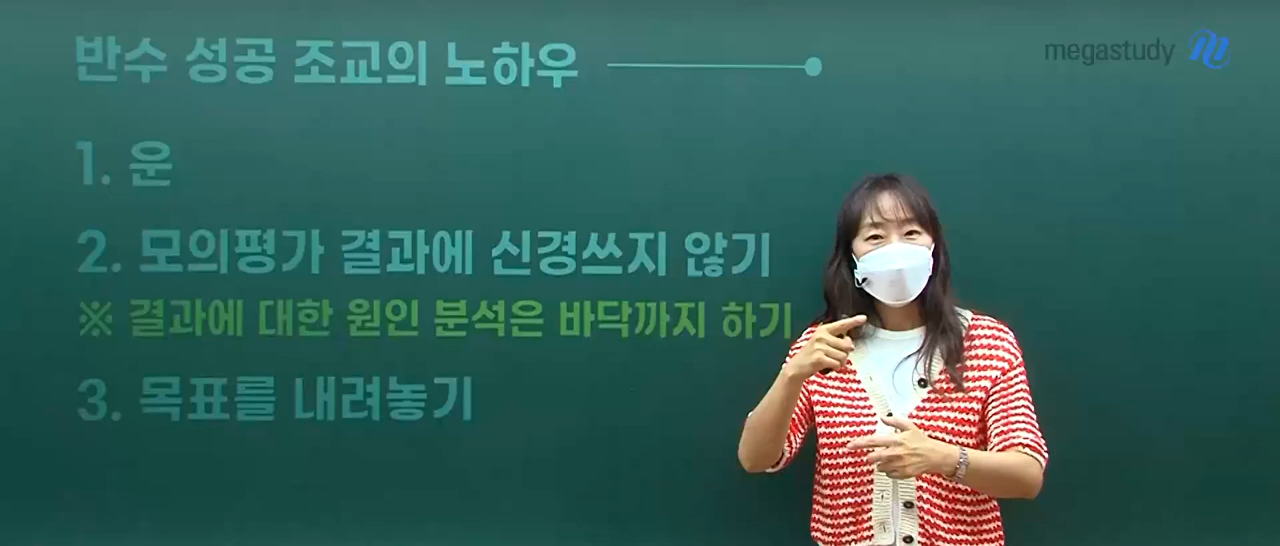 반수 성공 조교의 노하우
megastudy
1. 운
2. 모의평가 결과에 신경쓰지 않기
※ 결과에 대한 원인 분석은 바닥까지 하기
3. 목표를 내려놓기